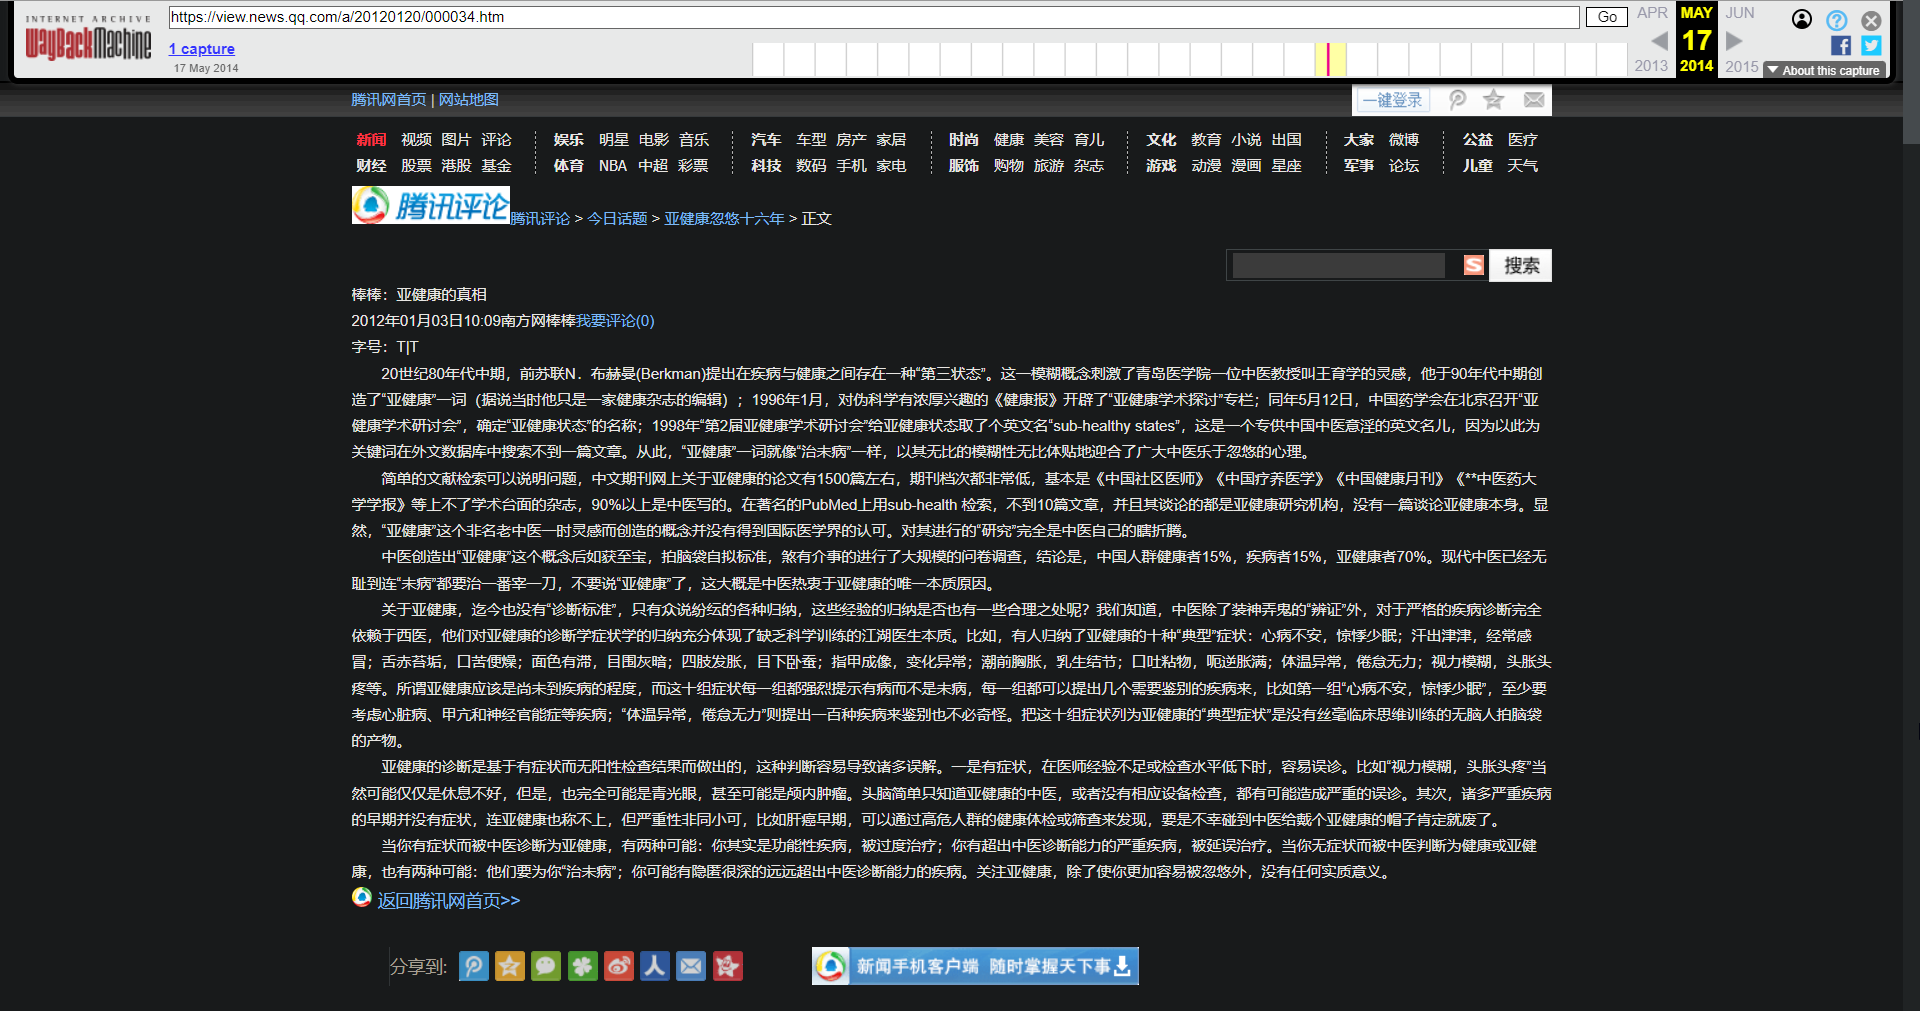 INTERNET ARCHIVE
WayBackMachine
https://view.news.qq.com/a/20120120/000034.htm
Go
1 capture
17 May 2014
APR MAY JUN
17
2013 2014 2015
About this capture
腾讯网首页 | 网站地图
一键登录
新闻 视频 图片 评论 娱乐 明星 电影 音乐 汽车 车型 房产 家居 时尚 健康 美容 育儿 文化 教育 小说 出国 大家 微博 公益 医疗
财经 股票 港股 基金 体育 NBA 中超 彩票 科技 数码 手机 家电 服饰 购物 旅游 杂志 游戏 动漫 漫画 星座 军事 论坛 儿童 天气
腾讯评论 腾讯评论 > 今日话题 > 亚健康忽悠十六年 > 正文
S 搜索
棒棒：亚健康的真相
2012年01月03日10:09南方网棒棒我要评论(0)
字号：T|T
20世纪80年代中期，前苏联N．布赫曼(Berkman)提出在疾病与健康之间存在一种“第三状态”。这一模糊概念刺激了青岛医学院一位中医教授叫王育学的灵感，他于90年代中期创
造了“亚健康”一词（据说当时他只是一家健康杂志的编辑）；1996年1月，对伪科学有浓厚兴趣的《健康报》开辟了“亚健康学术探讨”专栏；同年5月12日，中国药学会在北京召开“亚
健康学术研讨会”，确定“亚健康状态”的名称；1998年“第2届亚健康学术研讨会”给亚健康状态取了个英文名“sub-healthy states”，这是一个专供中国中医意淫的英文名儿，因为以此为
关键词在外文数据库中搜索不到一篇文章。从此，“亚健康”一词就像“治未病”一样，以其无比的模糊性无比体贴地迎合了广大中医乐于忽悠的心理。
简单的文献检索可以说明问题，中文期刊网上关于亚健康的论文有1500篇左右，期刊档次都非常低，基本是《中国社区医师》《中国疗养医学》《中国健康月刊》《**中医药大
学学报》等上不了学术台面的杂志，90%以上是中医写的。在著名的PubMed上用sub-health 检索，不到10篇文章，并且其谈论的都是亚健康研究机构，没有一篇谈论亚健康本身。显
然，“亚健康”这个非名老中医一时灵感而创造的概念并没有得到国际医学界的认可。对其进行的“研究”完全是中医自己的瞎折腾。
中医创造出“亚健康”这个概念后如获至宝，拍脑袋自拟标准，煞有介事的进行了大规模的问卷调查，结论是，中国人群健康者15%，疾病者15%，亚健康者70%。现代中医已经无
耻到连“未病”都要治一番宰一刀，不要说“亚健康”了，这大概是中医热衷于亚健康的唯一本质原因。
关于亚健康，迄今也没有“诊断标准”，只有众说纷纭的各种归纳，这些经验的归纳是否也有一些合理之处呢？我们知道，中医除了装神弄鬼的“辨证”外，对于严格的疾病诊断完全
依赖于西医，他们对亚健康的诊断学症状学的归纳充分体现了缺乏科学训练的江湖医生本质。比如，有人归纳了亚健康的十种“典型”症状：心病不安，惊悸少眠；汗出津津，经常感
冒；舌赤苔垢，口苦便燥；面色有滞，目围灰暗；四肢发胀，目下卧蚕；指甲成像，变化异常；潮前胸胀，乳生结节；口吐粘物，呃逆胀满；体温异常，倦怠无力；视力模糊，头胀头
疼等。所谓亚健康应该是尚未到疾病的程度，而这十组症状每一组都强烈提示有病而不是未病，每一组都可以提出几个需要鉴别的疾病来，比如第一组“心病不安，惊悸少眠”，至少要
考虑心脏病、甲亢和神经官能症等疾病；“体温异常，倦怠无力”则提出一百种疾病来鉴别也不必奇怪。把这十组症状列为亚健康的“典型症状”是没有丝毫临床思维训练的无脑人拍脑袋
的产物。
亚健康的诊断是基于有症状而无阳性检查结果而做出的，这种判断容易导致诸多误解。一是有症状，在医师经验不足或检查水平低下时，容易误诊。比如“视力模糊，头胀头疼”当
然可能仅仅是休息不好，但是，也完全可能是青光眼，甚至可能是颅内肿瘤。头脑简单只知道亚健康的中医，或者没有相应设备检查，都有可能造成严重的误诊。其次，诸多严重疾病
的早期并没有症状，连亚健康也称不上，但严重性非同小可，比如肝癌早期，可以通过高危人群的健康体检或筛查来发现，要是不幸碰到中医给戴个亚健康的帽子肯定就废了。
当你有症状而被中医诊断为亚健康，有两种可能：你其实是功能性疾病，被过度治疗；你有超出中医诊断能力的严重疾病，被延误治疗。当你无症状而被中医判断为健康或亚健
康，也有两种可能：他们要为你“治未病”；你可能有隐匿很深的远远超出中医诊断能力的疾病。关注亚健康，除了使你更加容易被忽悠外，没有任何实质意义。
返回腾讯网首页>>
分享到:
新闻手机客户端 随时掌握天下事